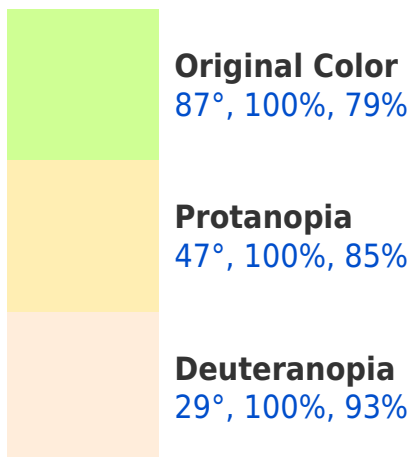 Original Color
87°, 100%, 79%
Protanopia
47°, 100%, 85%
Deuteranopia
29°, 100%, 93%